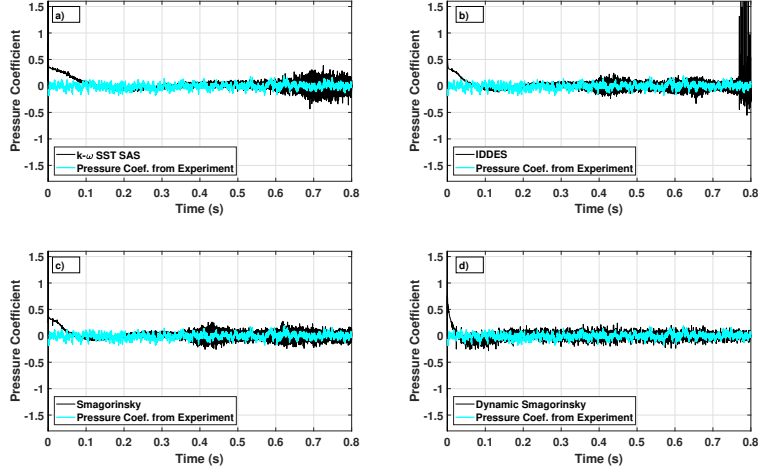 a)
1.5
1
0.5
0
-0.5
-1
-1.5
Pressure Coefficient
k-ω SST SAS
Pressure Coef. from Experiment
0 0.1 0.2 0.3 0.4 0.5 0.6 0.7 0.8
Time (s)
b)
1.5
1
0.5
0
-0.5
-1
-1.5
Pressure Coefficient
IDDES
Pressure Coef. from Experiment
0 0.1 0.2 0.3 0.4 0.5 0.6 0.7 0.8
Time (s)
c)
1.5
1
0.5
0
-0.5
-1
-1.5
Pressure Coefficient
Smagorinsky
Pressure Coef. from Experiment
0 0.1 0.2 0.3 0.4 0.5 0.6 0.7 0.8
Time (s)
d)
1.5
1
0.5
0
-0.5
-1
-1.5
Pressure Coefficient
Dynamic Smagorinsky
Pressure Coef. from Experiment
0 0.1 0.2 0.3 0.4 0.5 0.6 0.7 0.8
Time (s)